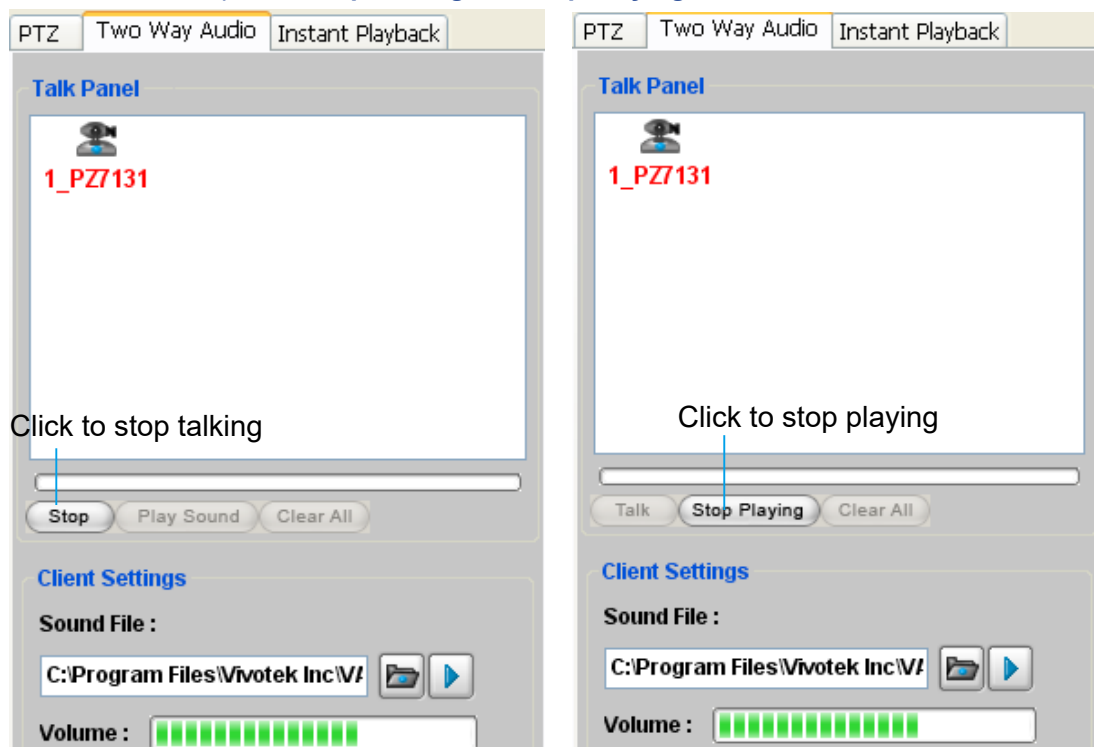 PTZ Two Way Audio Instant Playback
Talk Panel
1_PZ7131
Click to stop talking
Stop Play Sound Clear All
Client Settings
Sound File :
C:\Program Files\Vivotek Inc\VA
Volume :
PTZ Two Way Audio Instant Playback
Talk Panel
1_PZ7131
Click to stop playing
Talk Stop Playing Clear All
Client Settings
Sound File :
C:\Program Files\Vivotek Inc\VA
Volume :